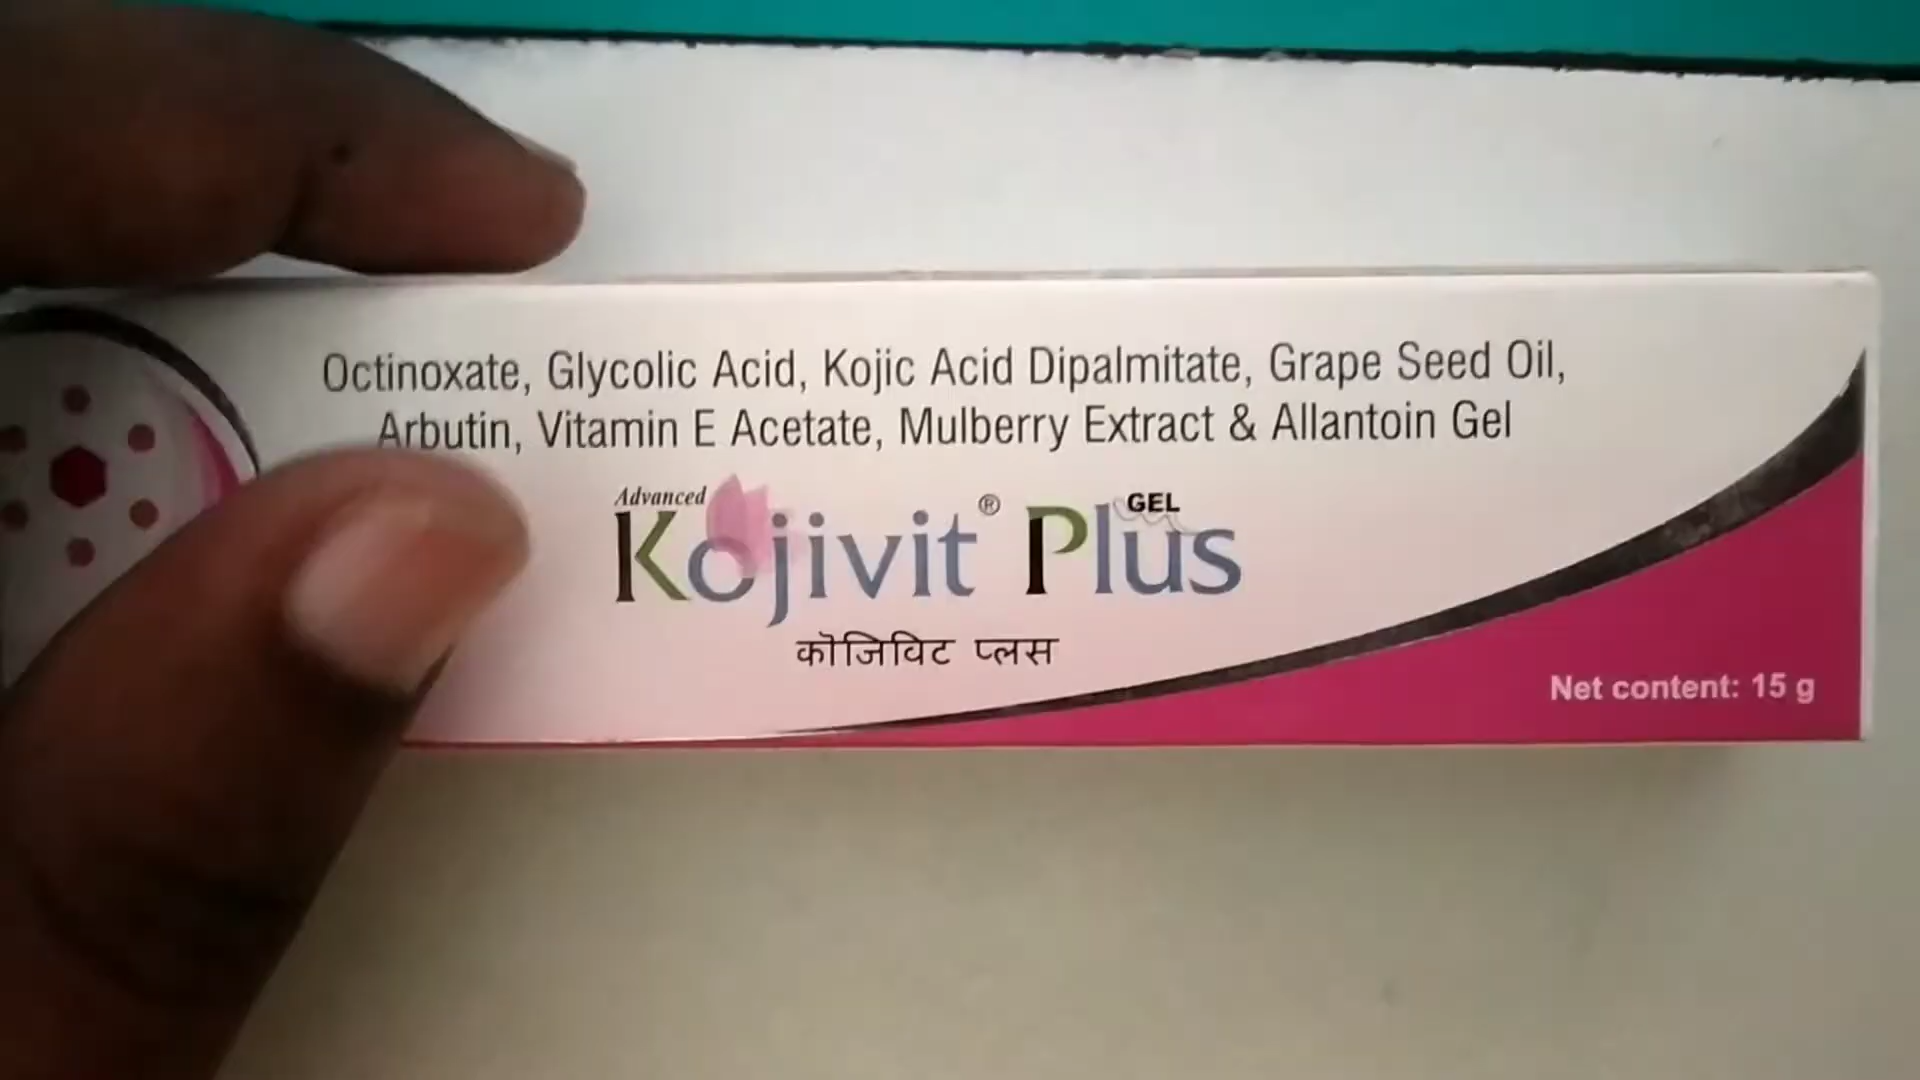 Octinoxate, Glycolic Acid, Kojic Acid Dipalmitate, Grape Seed Oil,
Arbutin, Vitamin E Acetate, Mulberry Extract & Allantoin Gel
Advanced
Kojivit® Plus GEL
कोजिविट प्लस
Net content: 15 g